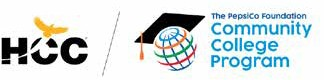 HCC
The PepsiCo Foundation
Community
College
Program